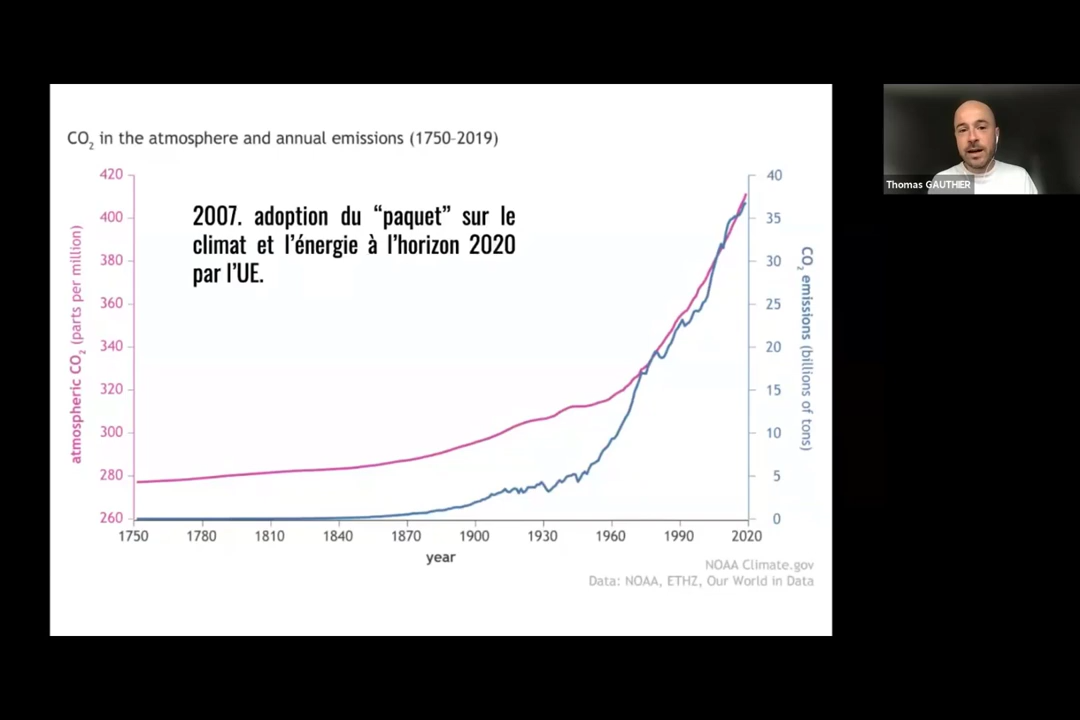 CO2 in the atmosphere and annual emissions (1750-2019)
2007. adoption du “paquet” sur le
climat et l’énergie à l’horizon 2020
par l’UE.
atmospheric CO2 (parts per million)
420
400
380
360
340
320
300
280
260
40
35
30
25
20
15
10
5
0
CO2 emissions (billions of tons)
1750 1780 1810 1840 1870 1900 1930 1960 1990 2020
year
NOAA Climate.gov
Data: NOAA, ETHZ, Our World in Data
Thomas GAUTHIER